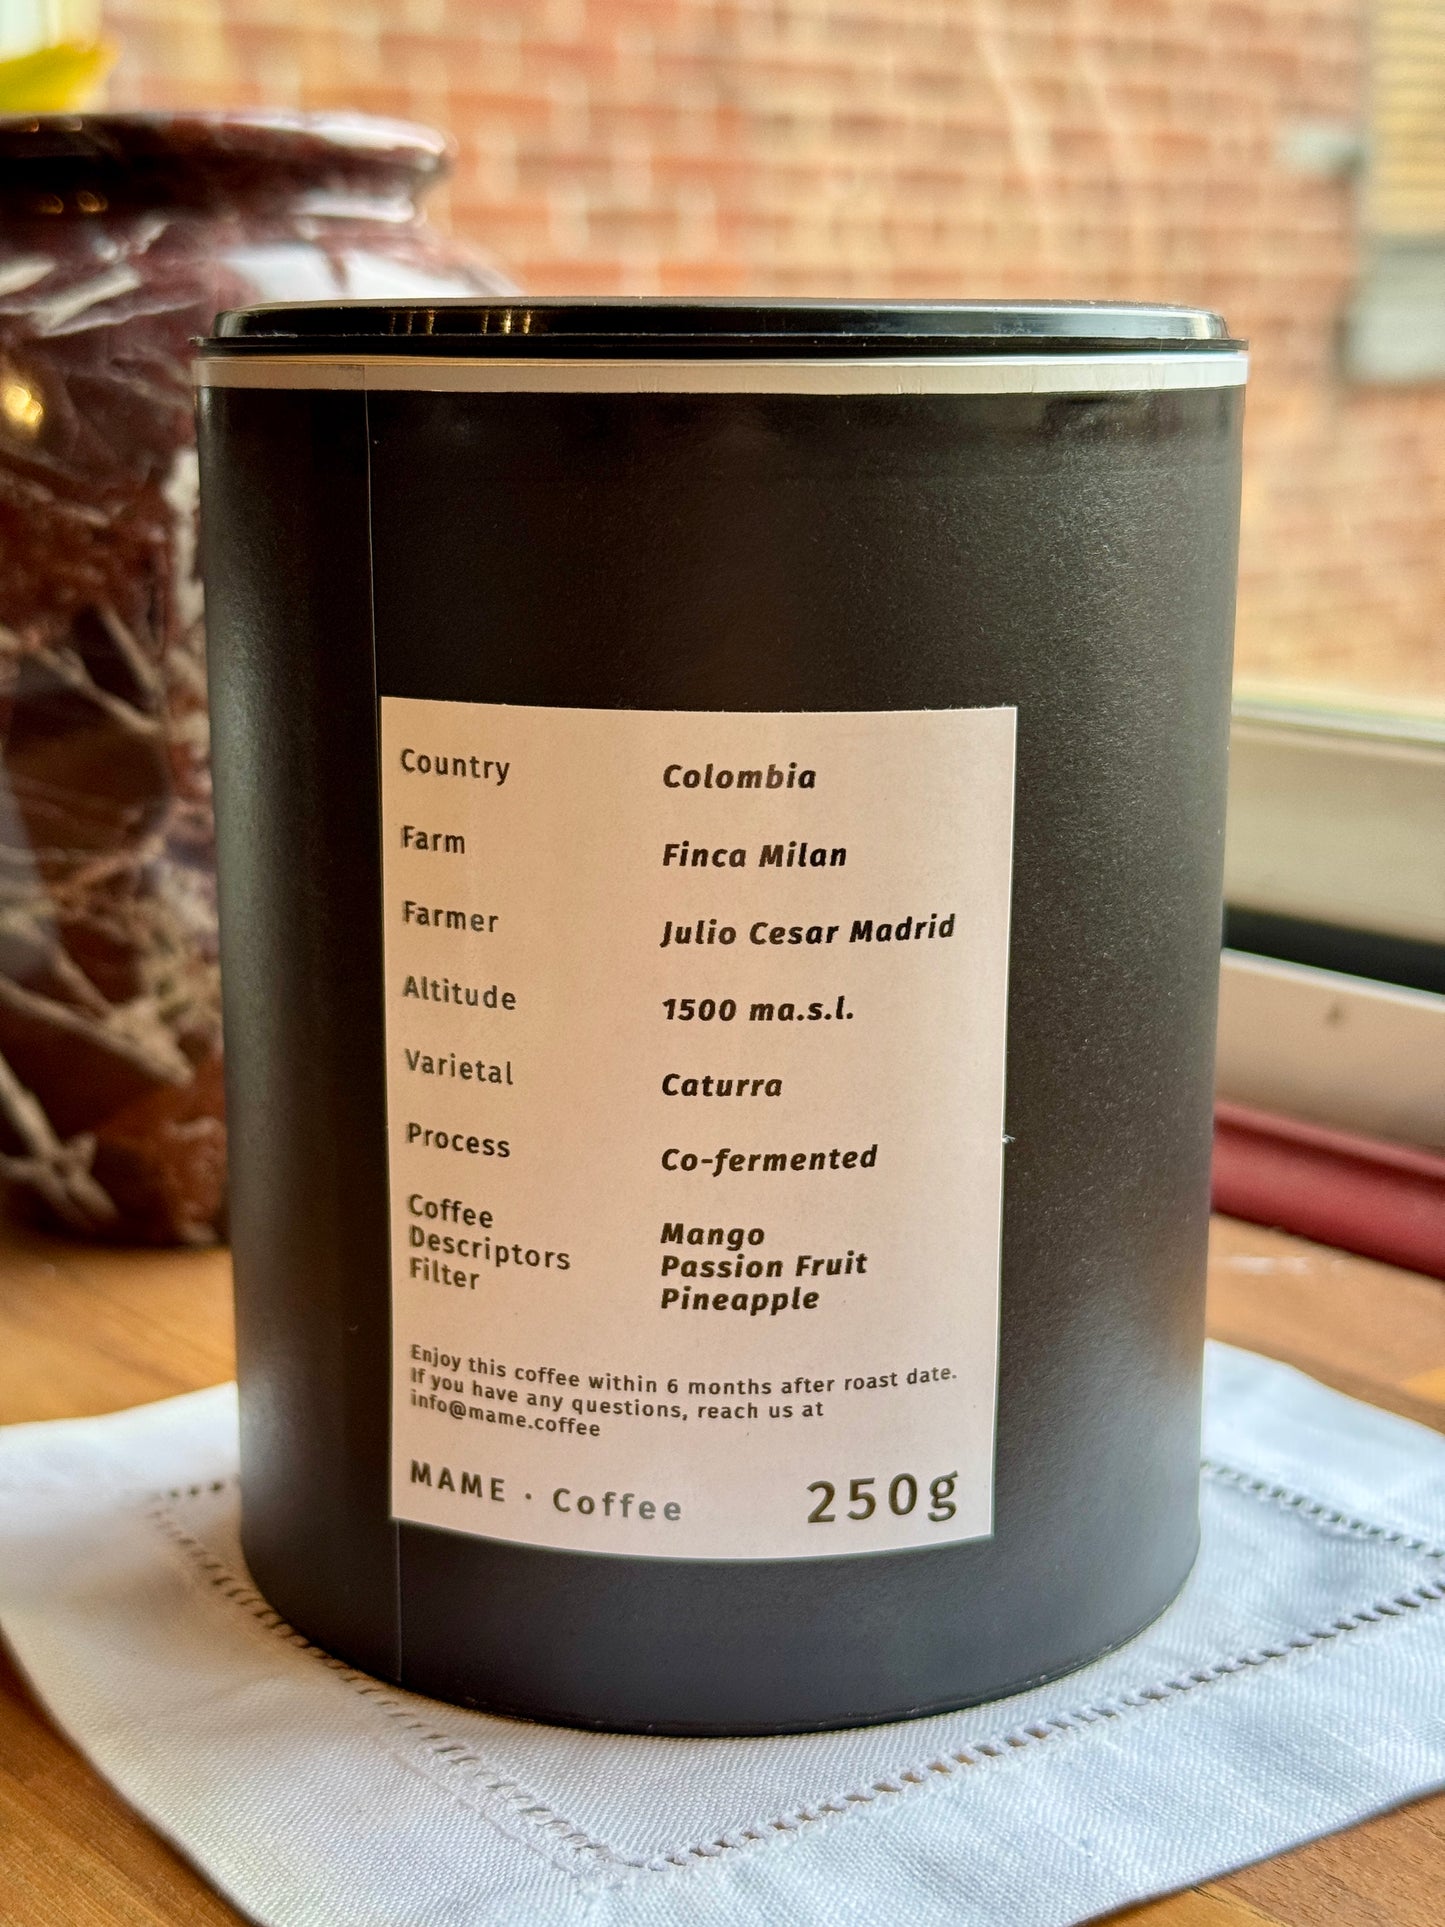 Country Colombia
Farm Finca Milan
Farmer Julio Cesar Madrid
Altitude 1500 ma.s.l.
Varietal Caturra
Process Co-fermented
Coffee Mango
Descriptors Passion Fruit
Filter Pineapple
Enjoy this coffee within 6 months after roast date.
If you have any questions, reach us at
info@mame.coffee
MAME · Coffee 250g